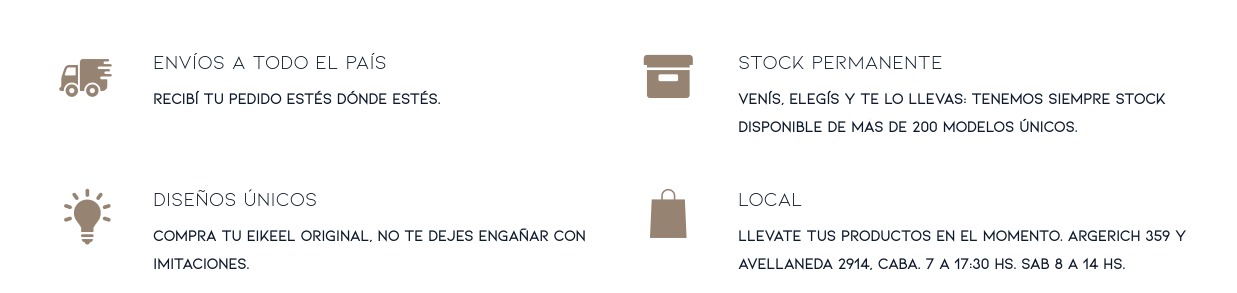 ENVÍOS A TODO EL PAÍS
RECIBÍ TU PEDIDO ESTÉS DÓNDE ESTÉS.
STOCK PERMANENTE
VENÍS, ELEGÍS Y TE LO LLEVAS: TENEMOS SIEMPRE STOCK
DISPONIBLE DE MAS DE 200 MODELOS ÚNICOS.
DISEÑOS ÚNICOS
COMPRA TU EIKEEL ORIGINAL, NO TE DEJES ENGAÑAR CON
IMITACIONES.
LOCAL
LLEVATE TUS PRODUCTOS EN EL MOMENTO. ARGERICH 359 Y
AVELLANEDA 2914, CABA. 7 A 17:30 HS. SAB 8 A 14 HS.